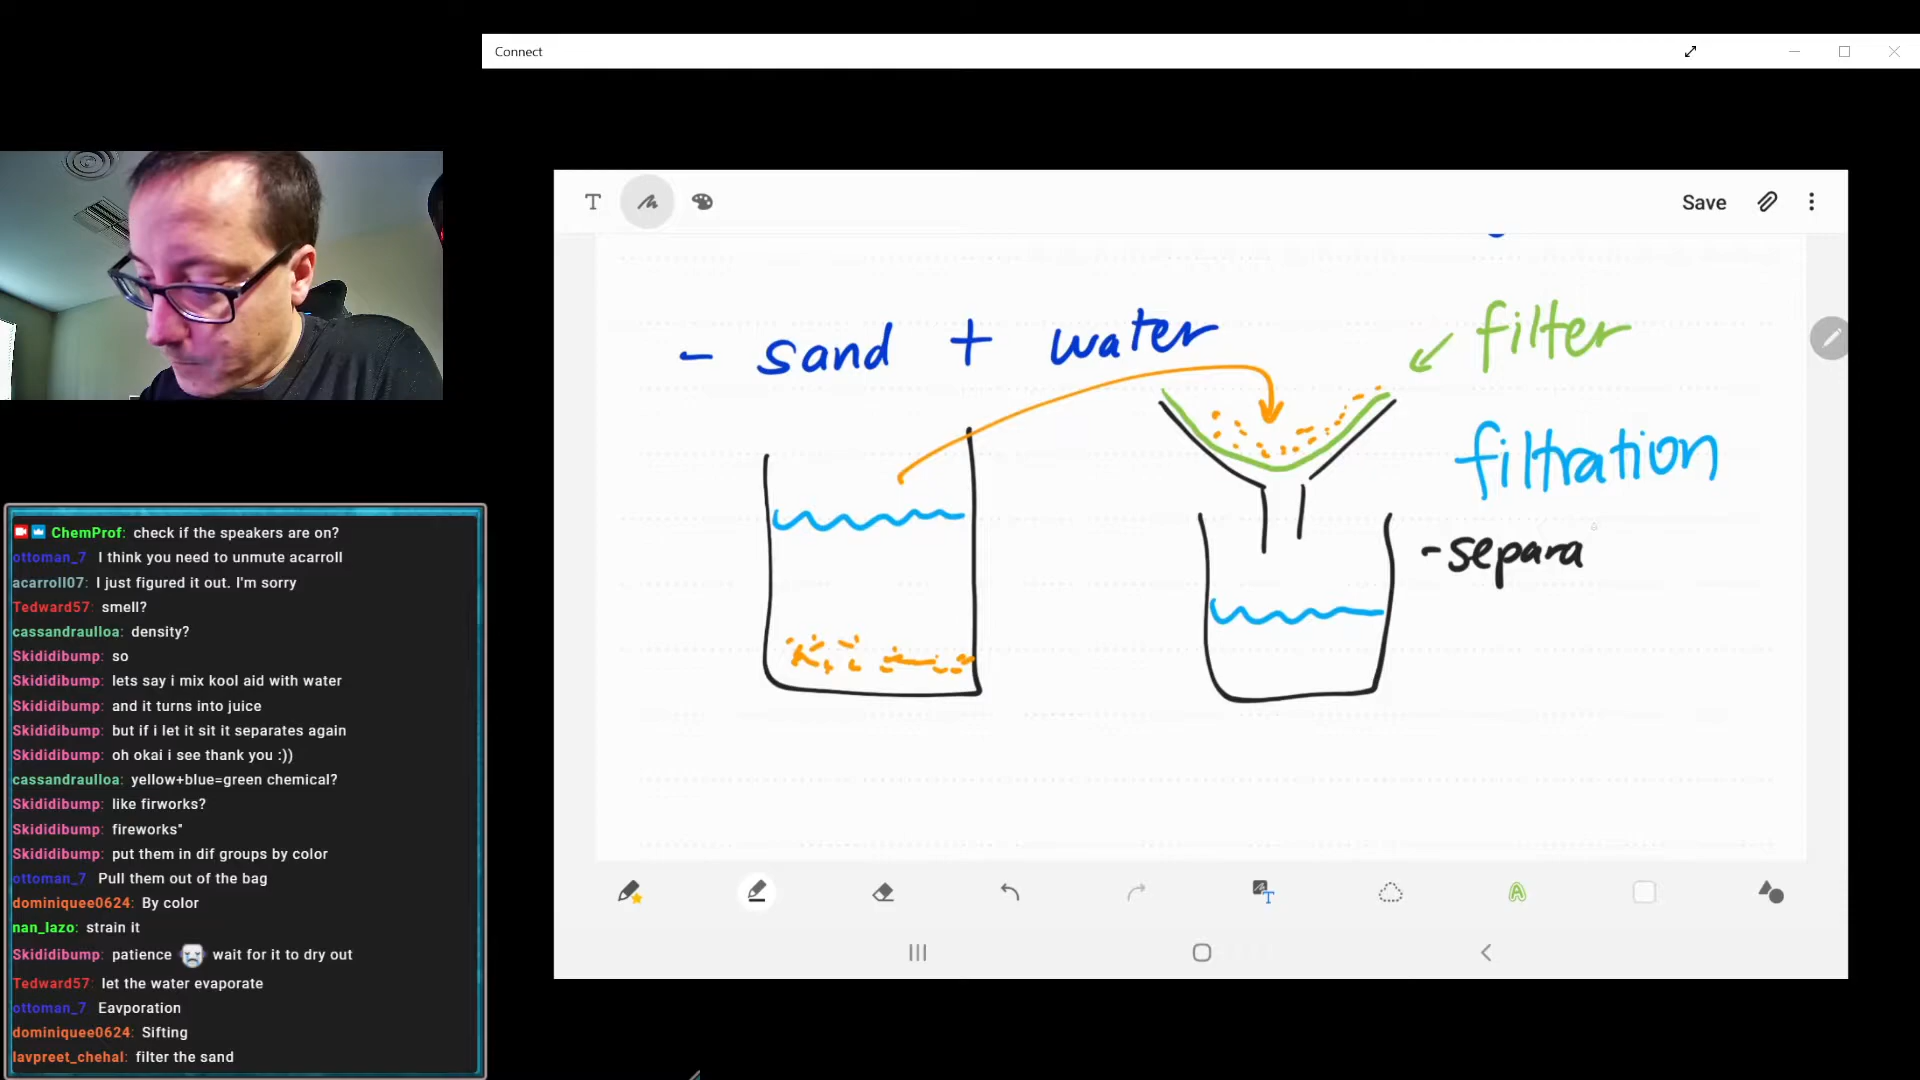 Connect
T
Save
- sand + water
filter
filtration
- separa
ChemProf: check if the speakers are on?
ottoman_7 I think you need to unmute acarroll
acarroll07: I just figured it out. I'm sorry
Tedward57: smell?
cassandraulloa: density?
Skididibump: so
Skididibump: lets say i mix kool aid with water
Skididibump: and it turns into juice
Skididibump: but if i let it sit it separates again
Skididibump: oh okai i see thank you :))
cassandraulloa: yellow+blue=green chemical?
Skididibump: like firworks?
Skididibump: fireworks"
Skididibump: put them in dif groups by color
ottoman_7 Pull them out of the bag
dominiquee0624: By color
nan_lazo: strain it
Skididibump: patience wait for it to dry out
Tedward57: let the water evaporate
ottoman_7 Eavporation
dominiquee0624: Sifting
lavpreet_chehal: filter the sand